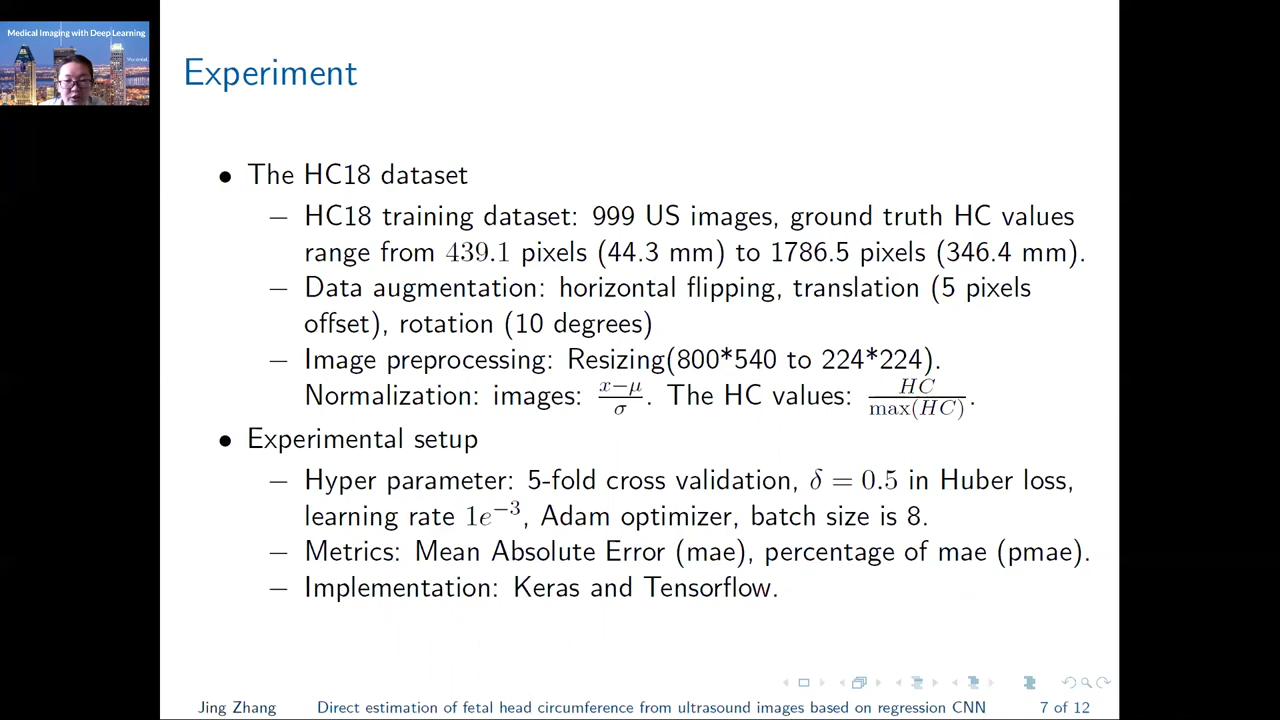 Medical Imaging with Deep Learning
Montréal
Experiment
• The HC18 dataset
– HC18 training dataset: 999 US images, ground truth HC values
range from 439.1 pixels (44.3 mm) to 1786.5 pixels (346.4 mm).
– Data augmentation: horizontal flipping, translation (5 pixels
offset), rotation (10 degrees)
– Image preprocessing: Resizing(800*540 to 224*224).
Normalization: images: $\frac{x-\mu}{\sigma}$. The HC values: $\frac{HC}{\max(HC)}$.
• Experimental setup
– Hyper parameter: 5-fold cross validation, $\delta = 0.5$ in Huber loss,
learning rate $1e^{-3}$, Adam optimizer, batch size is 8.
– Metrics: Mean Absolute Error (mae), percentage of mae (pmae).
– Implementation: Keras and Tensorflow.
Jing Zhang Direct estimation of fetal head circumference from ultrasound images based on regression CNN 7 of 12